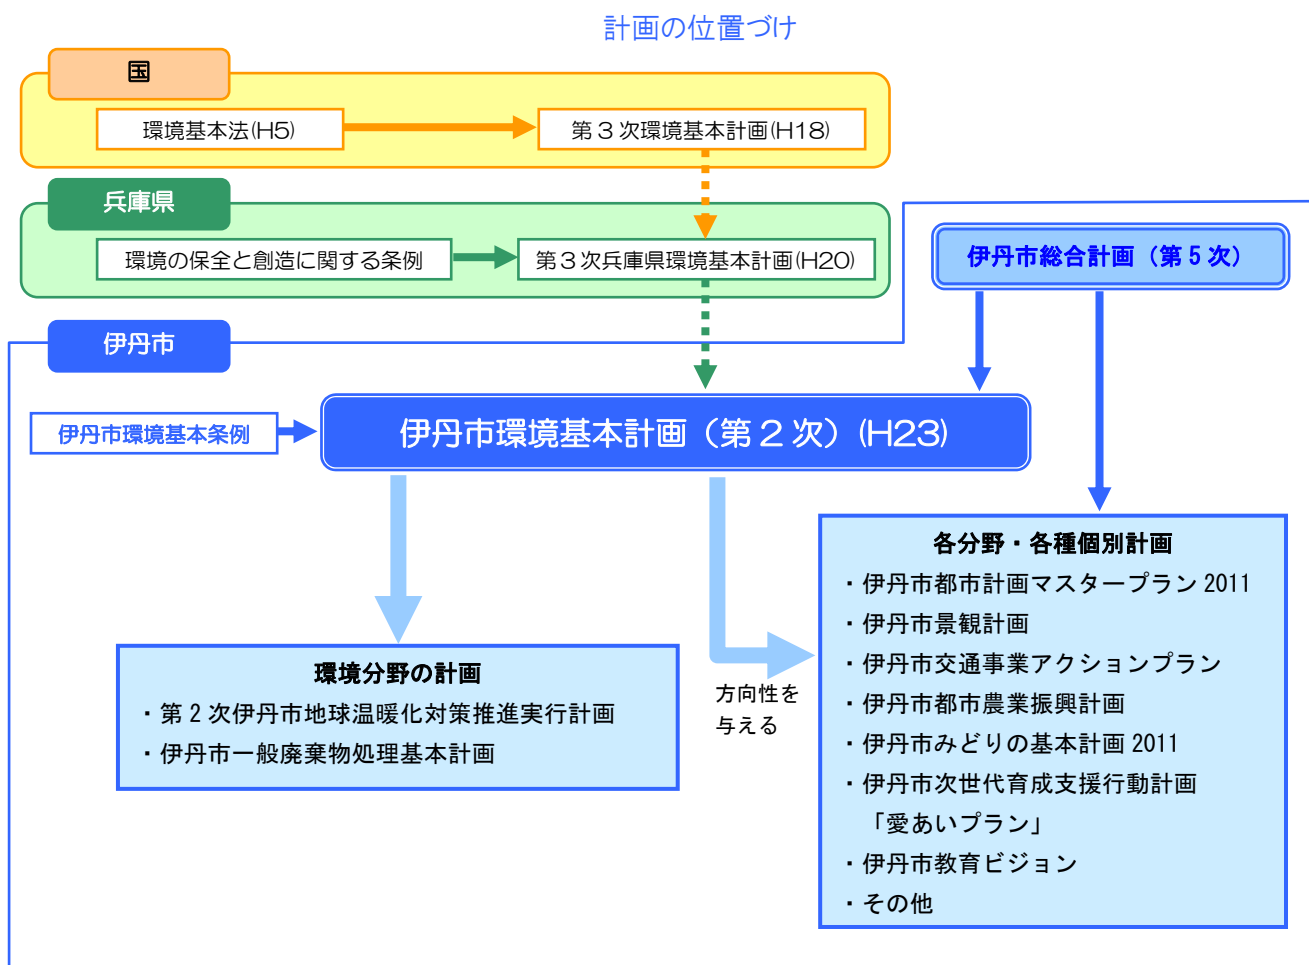 計画の位置づけ
国
環境基本法(H5)
第３次環境基本計画(H18)
兵庫県
環境の保全と創造に関する条例
第３次兵庫県環境基本計画(H20)
伊丹市総合計画（第５次）
伊丹市
伊丹市環境基本条例
伊丹市環境基本計画（第２次）(H23)
環境分野の計画
・第２次伊丹市地球温暖化対策推進実行計画
・伊丹市一般廃棄物処理基本計画
方向性を
与える
各分野・各種個別計画
・伊丹市都市計画マスタープラン 2011
・伊丹市景観計画
・伊丹市交通事業アクションプラン
・伊丹市都市農業振興計画
・伊丹市みどりの基本計画 2011
・伊丹市次世代育成支援行動計画
「愛あいプラン」
・伊丹市教育ビジョン
・その他